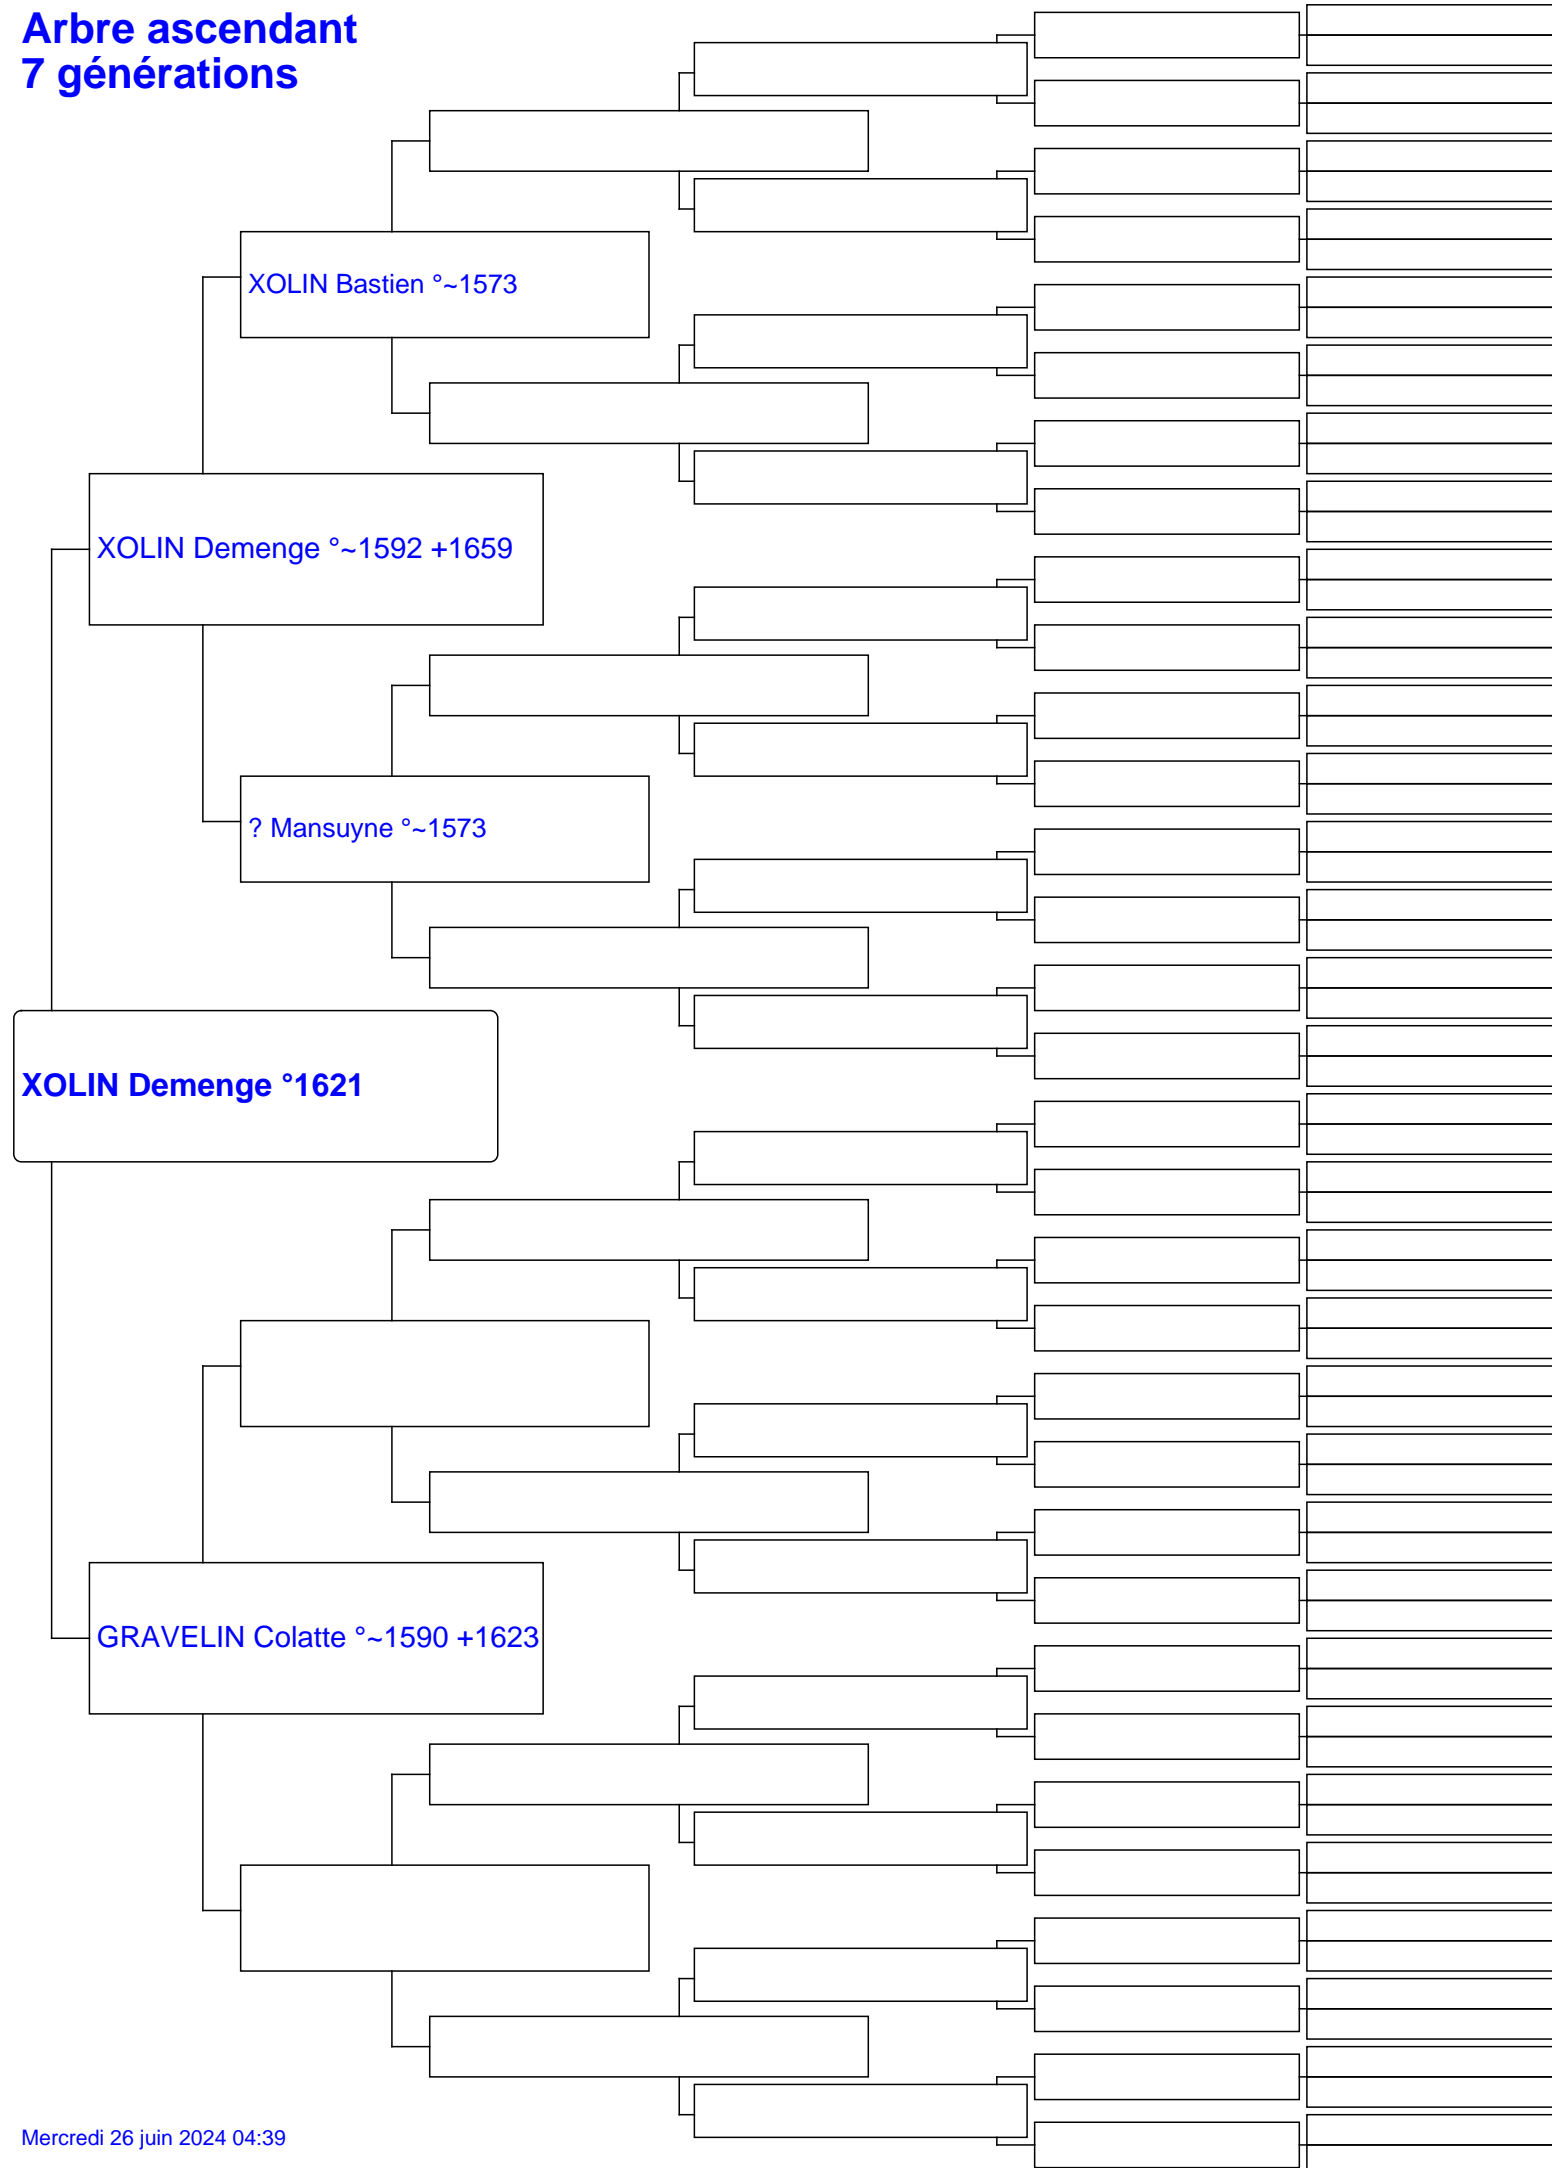 Arbre ascendant
7 générations
XOLIN Bastien °~1573
XOLIN Demenge °~1592 +1659
? Mansuyne °~1573
XOLIN Demenge °1621
GRAVELIN Colatte °~1590 +1623
Mercredi 26 juin 2024 04:39